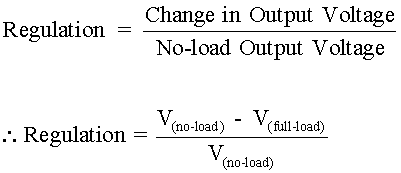 Regulation = Change in Output Voltage / No-load Output Voltage
∴ Regulation = V(no-load) - V(full-load) / V(no-load)